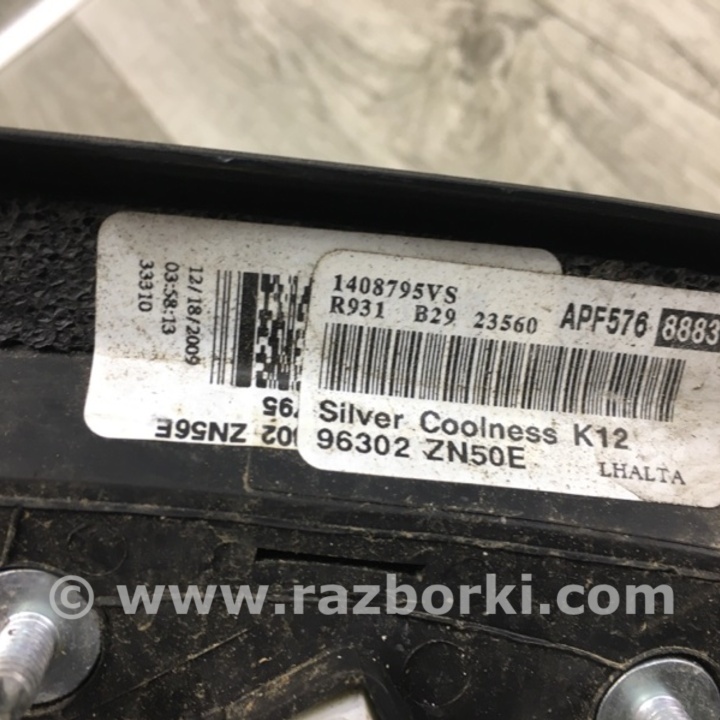 12/18/2009
03:58:13
33310
795
002 ZN56E
1408795VS
R931 B29 23560 APF576 8883
Silver Coolness K12
96302 ZN50E
LHALTA
© www.razborki.com